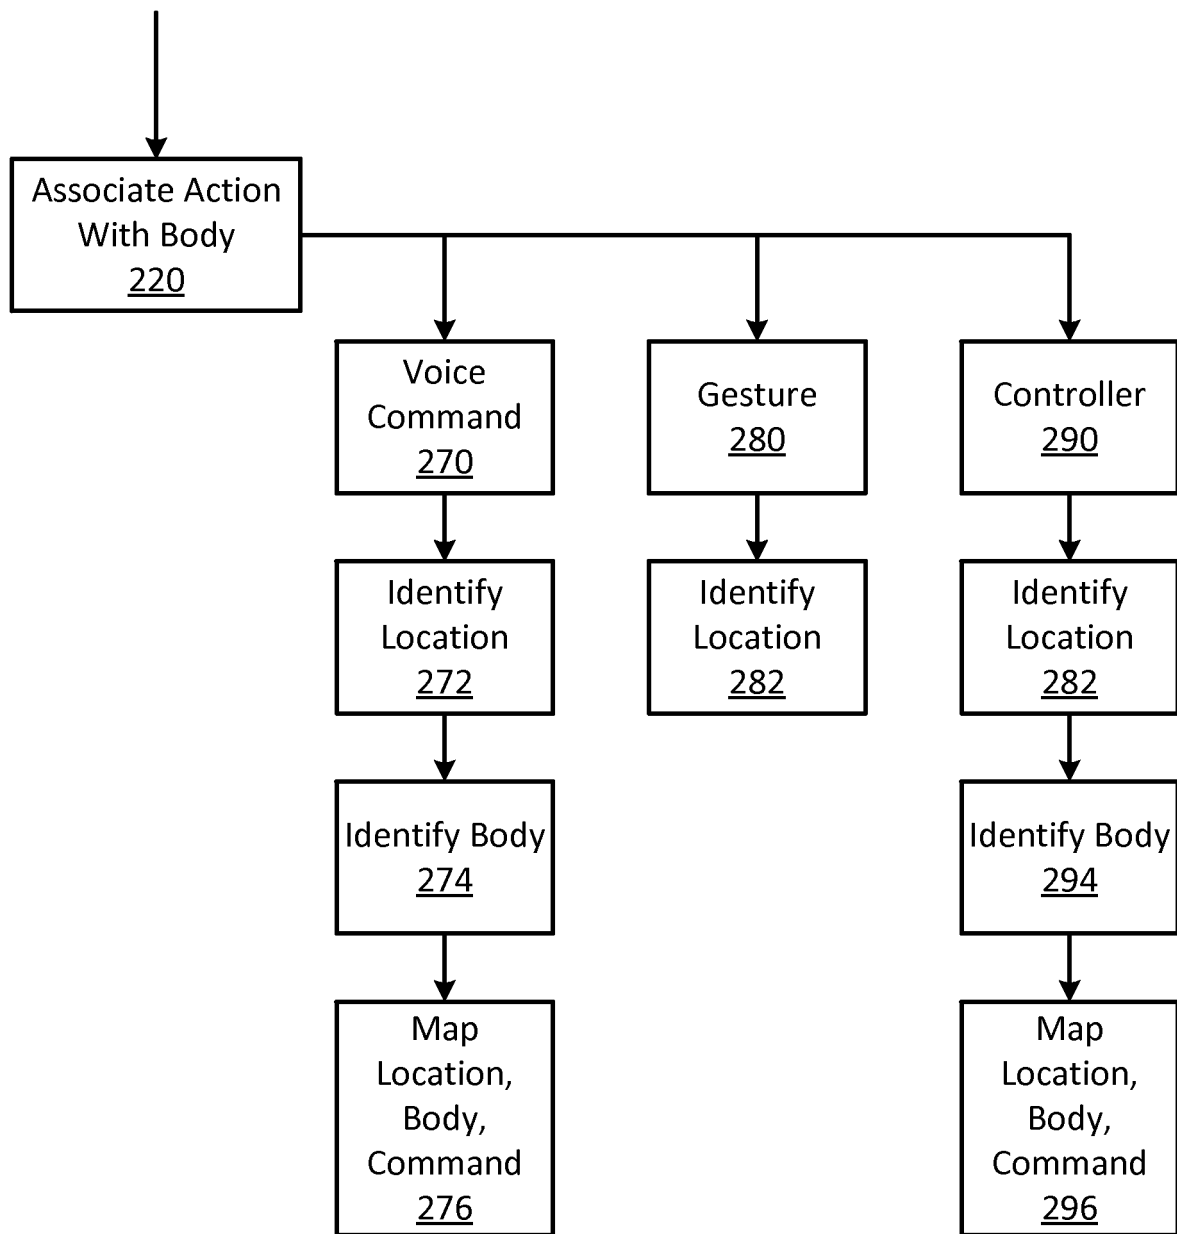 Associate Action
With Body
220
Voice
Command
270
Gesture
280
Controller
290
Identify
Location
272
Identify
Location
282
Identify
Location
282
Identify Body
274
Identify Body
294
Map
Location,
Body,
Command
276
Map
Location,
Body,
Command
296